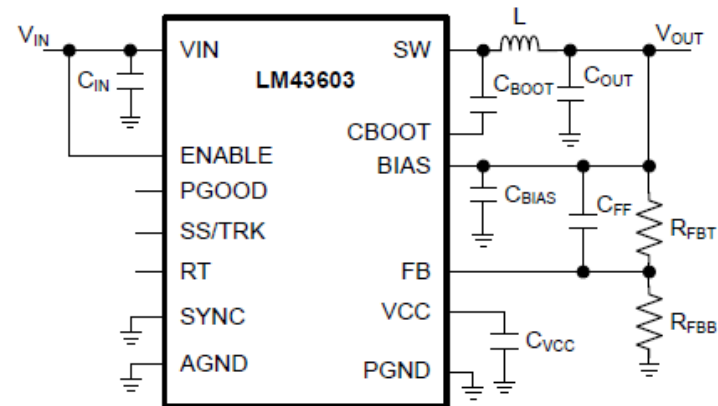 VIN
L
VOUT
VIN
SW
LM43603
CIN
CBOOT
COUT
CBOOT
ENABLE
BIAS
PGOOD
CBIAS
CFF
RFBT
SS/TRK
RT
FB
SYNC
VCC
RFBB
CVCC
AGND
PGND